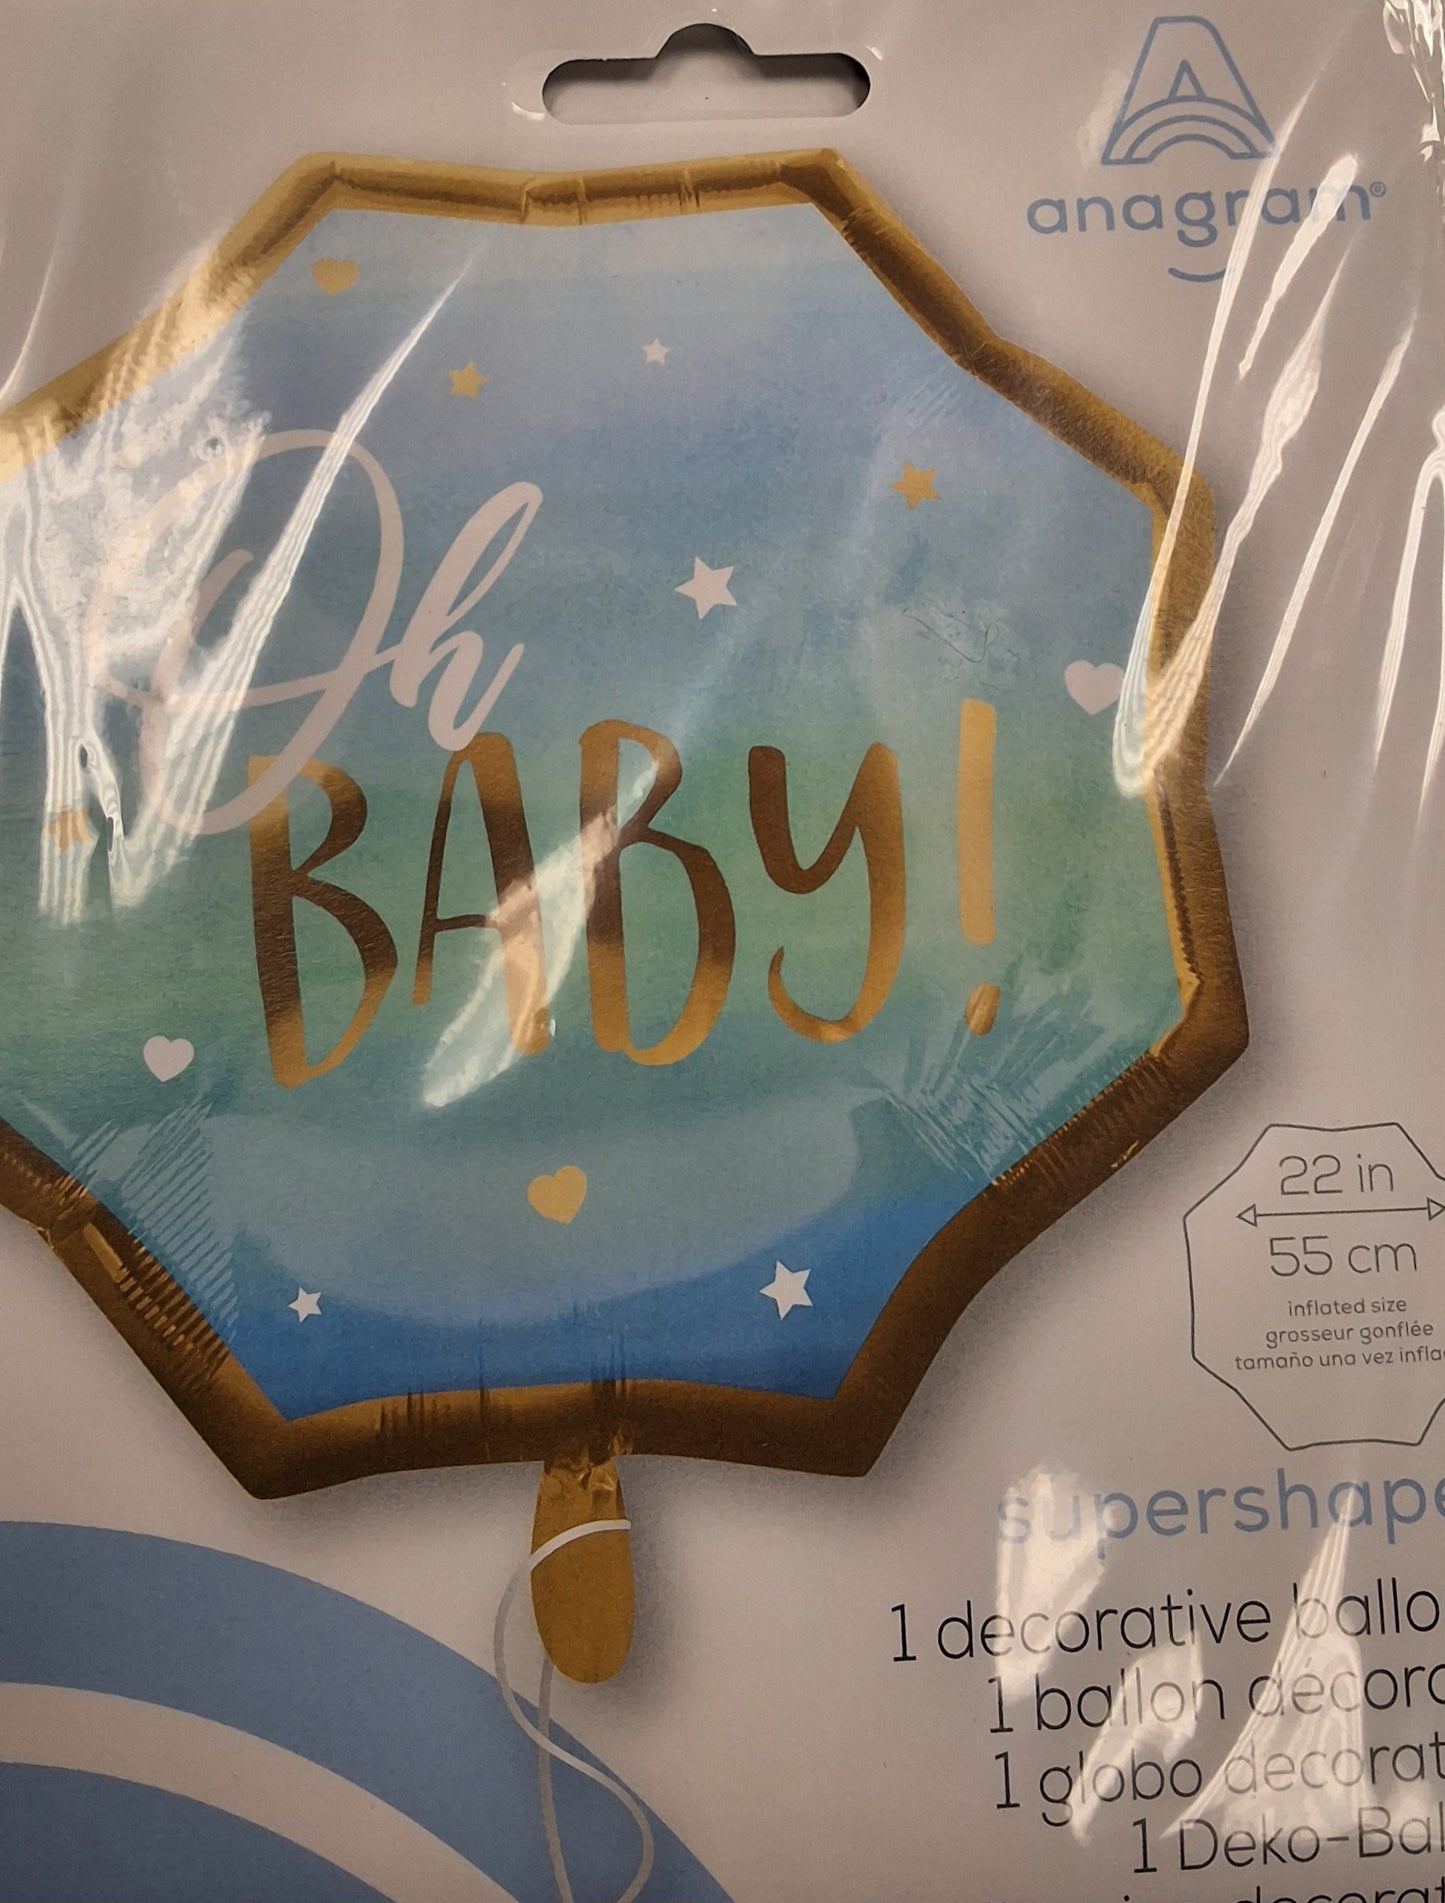 anagram®
Oh
BABY!
22 in
55 cm
inflated size
grosseur gonflée
tamaño una vez
supershape
1 decorative
1 ballon
1 globo
1